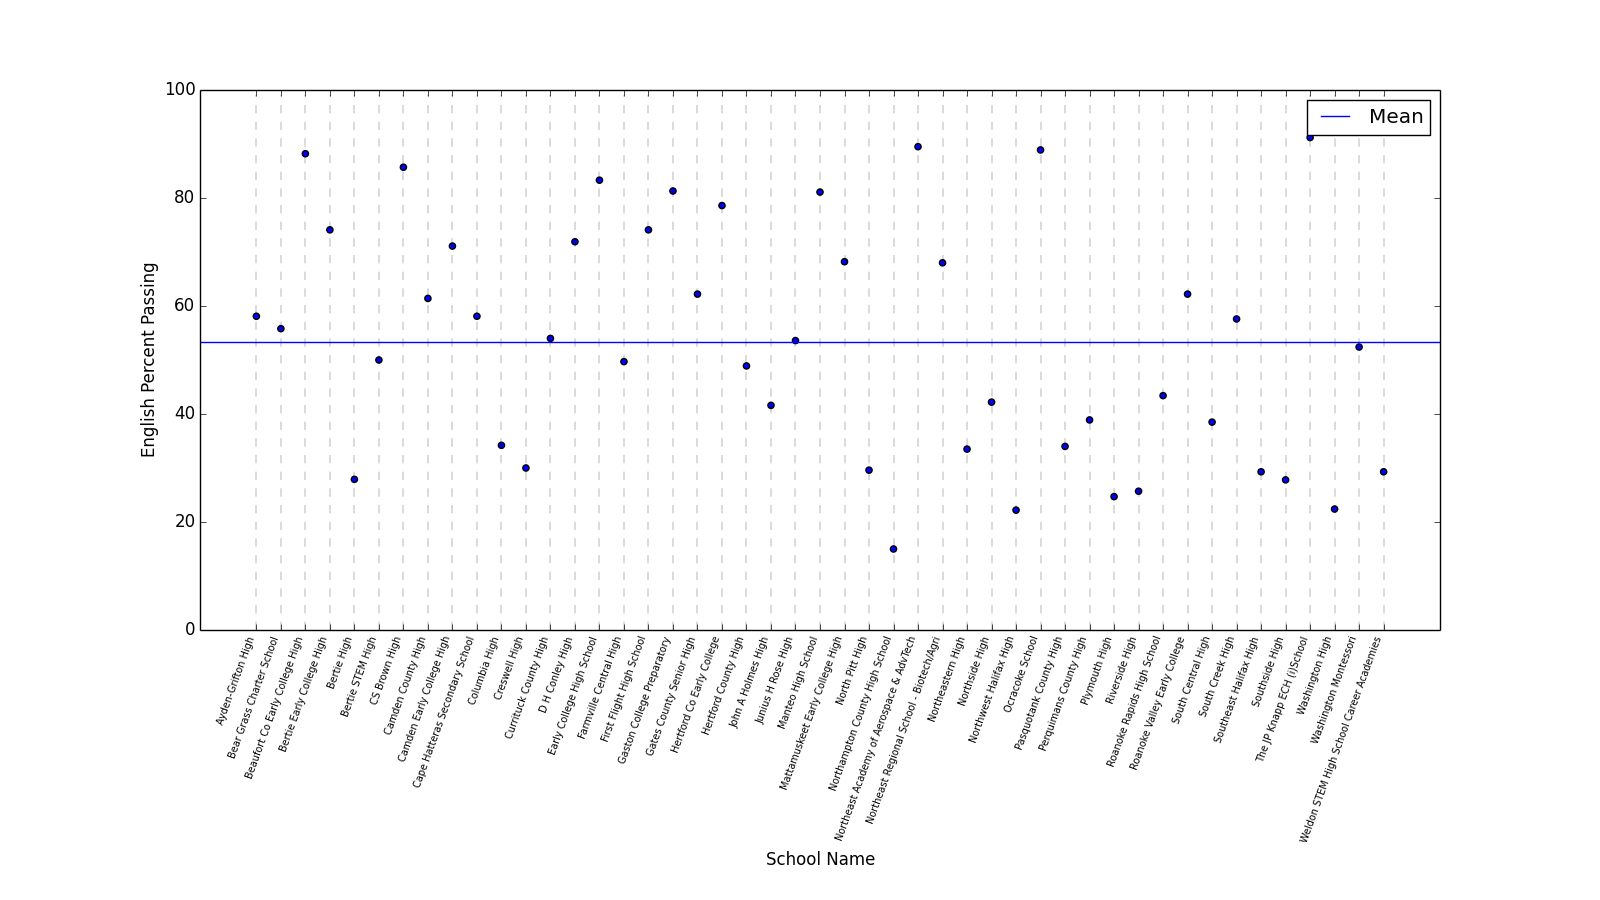 100
80
60
40
20
0
English Percent Passing
Mean
Ayden-Grifton High
Bear Grass Charter School
Beaufort Co Early College High
Bertie Early College High
Bertie High
Bertie STEM High
CS Brown High
Camden County High
Camden Early College High
Cape Hatteras Secondary School
Columbia High
Creswell High
Currituck County High
D H Conley High
Early College High School
Farmville Central High
First Flight High School
Gaston College Preparatory
Gates County Senior High
Hertford Co Early College
Hertford County High
John A Holmes High
Junius H Rose High
Manteo High School
Mattamuskeet Early College High
North Pitt High
Northampton County High School
Northeast Academy of Aerospace & AdvTech
Northeast Regional School - Biotech/Agri
Northeastern High
Northside High
Northwest Halifax High
Ocracoke School
Pasquotank County High
Perquimans County High
Plymouth High
Riverside High
Roanoke Rapids High School
Roanoke Valley Early College
South Central High
South Creek High
Southeast Halifax High
Southside High
The JP Knapp ECH (i)School
Washington High
Washington Montessori
Weldon STEM High School Career Academies
School Name